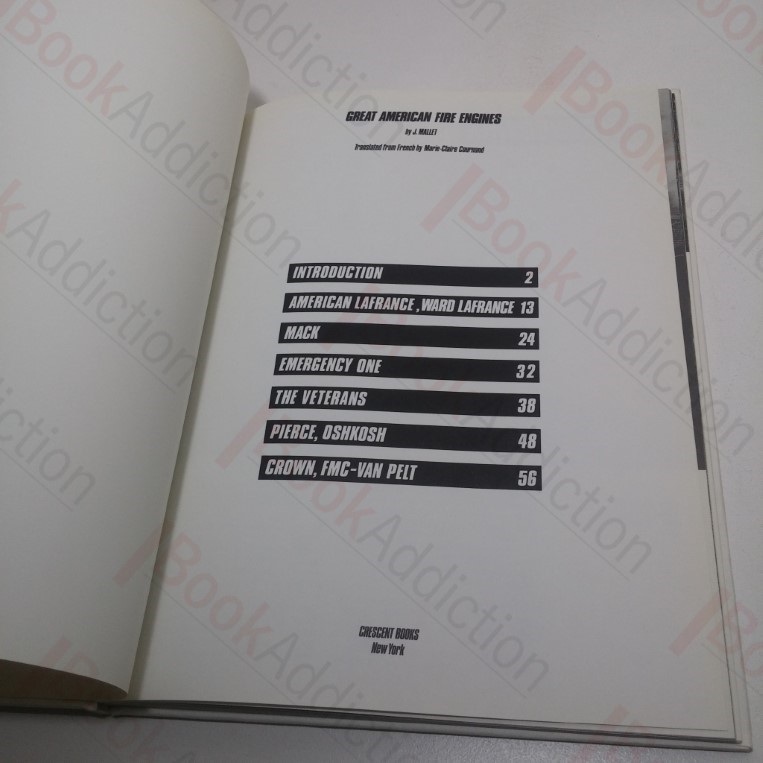 GREAT AMERICAN FIRE ENGINES
by J. MALLET
Translated from French by Marie-Claire Cournand
INTRODUCTION 2
AMERICAN LAFRANCE, WARD LAFRANCE 13
MACK 24
EMERGENCY ONE 32
THE VETERANS 38
PIERCE, OSHKOSH 48
CROWN, FMC-VAN PELT 56
CRESCENT BOOKS
New York
BookAddiction